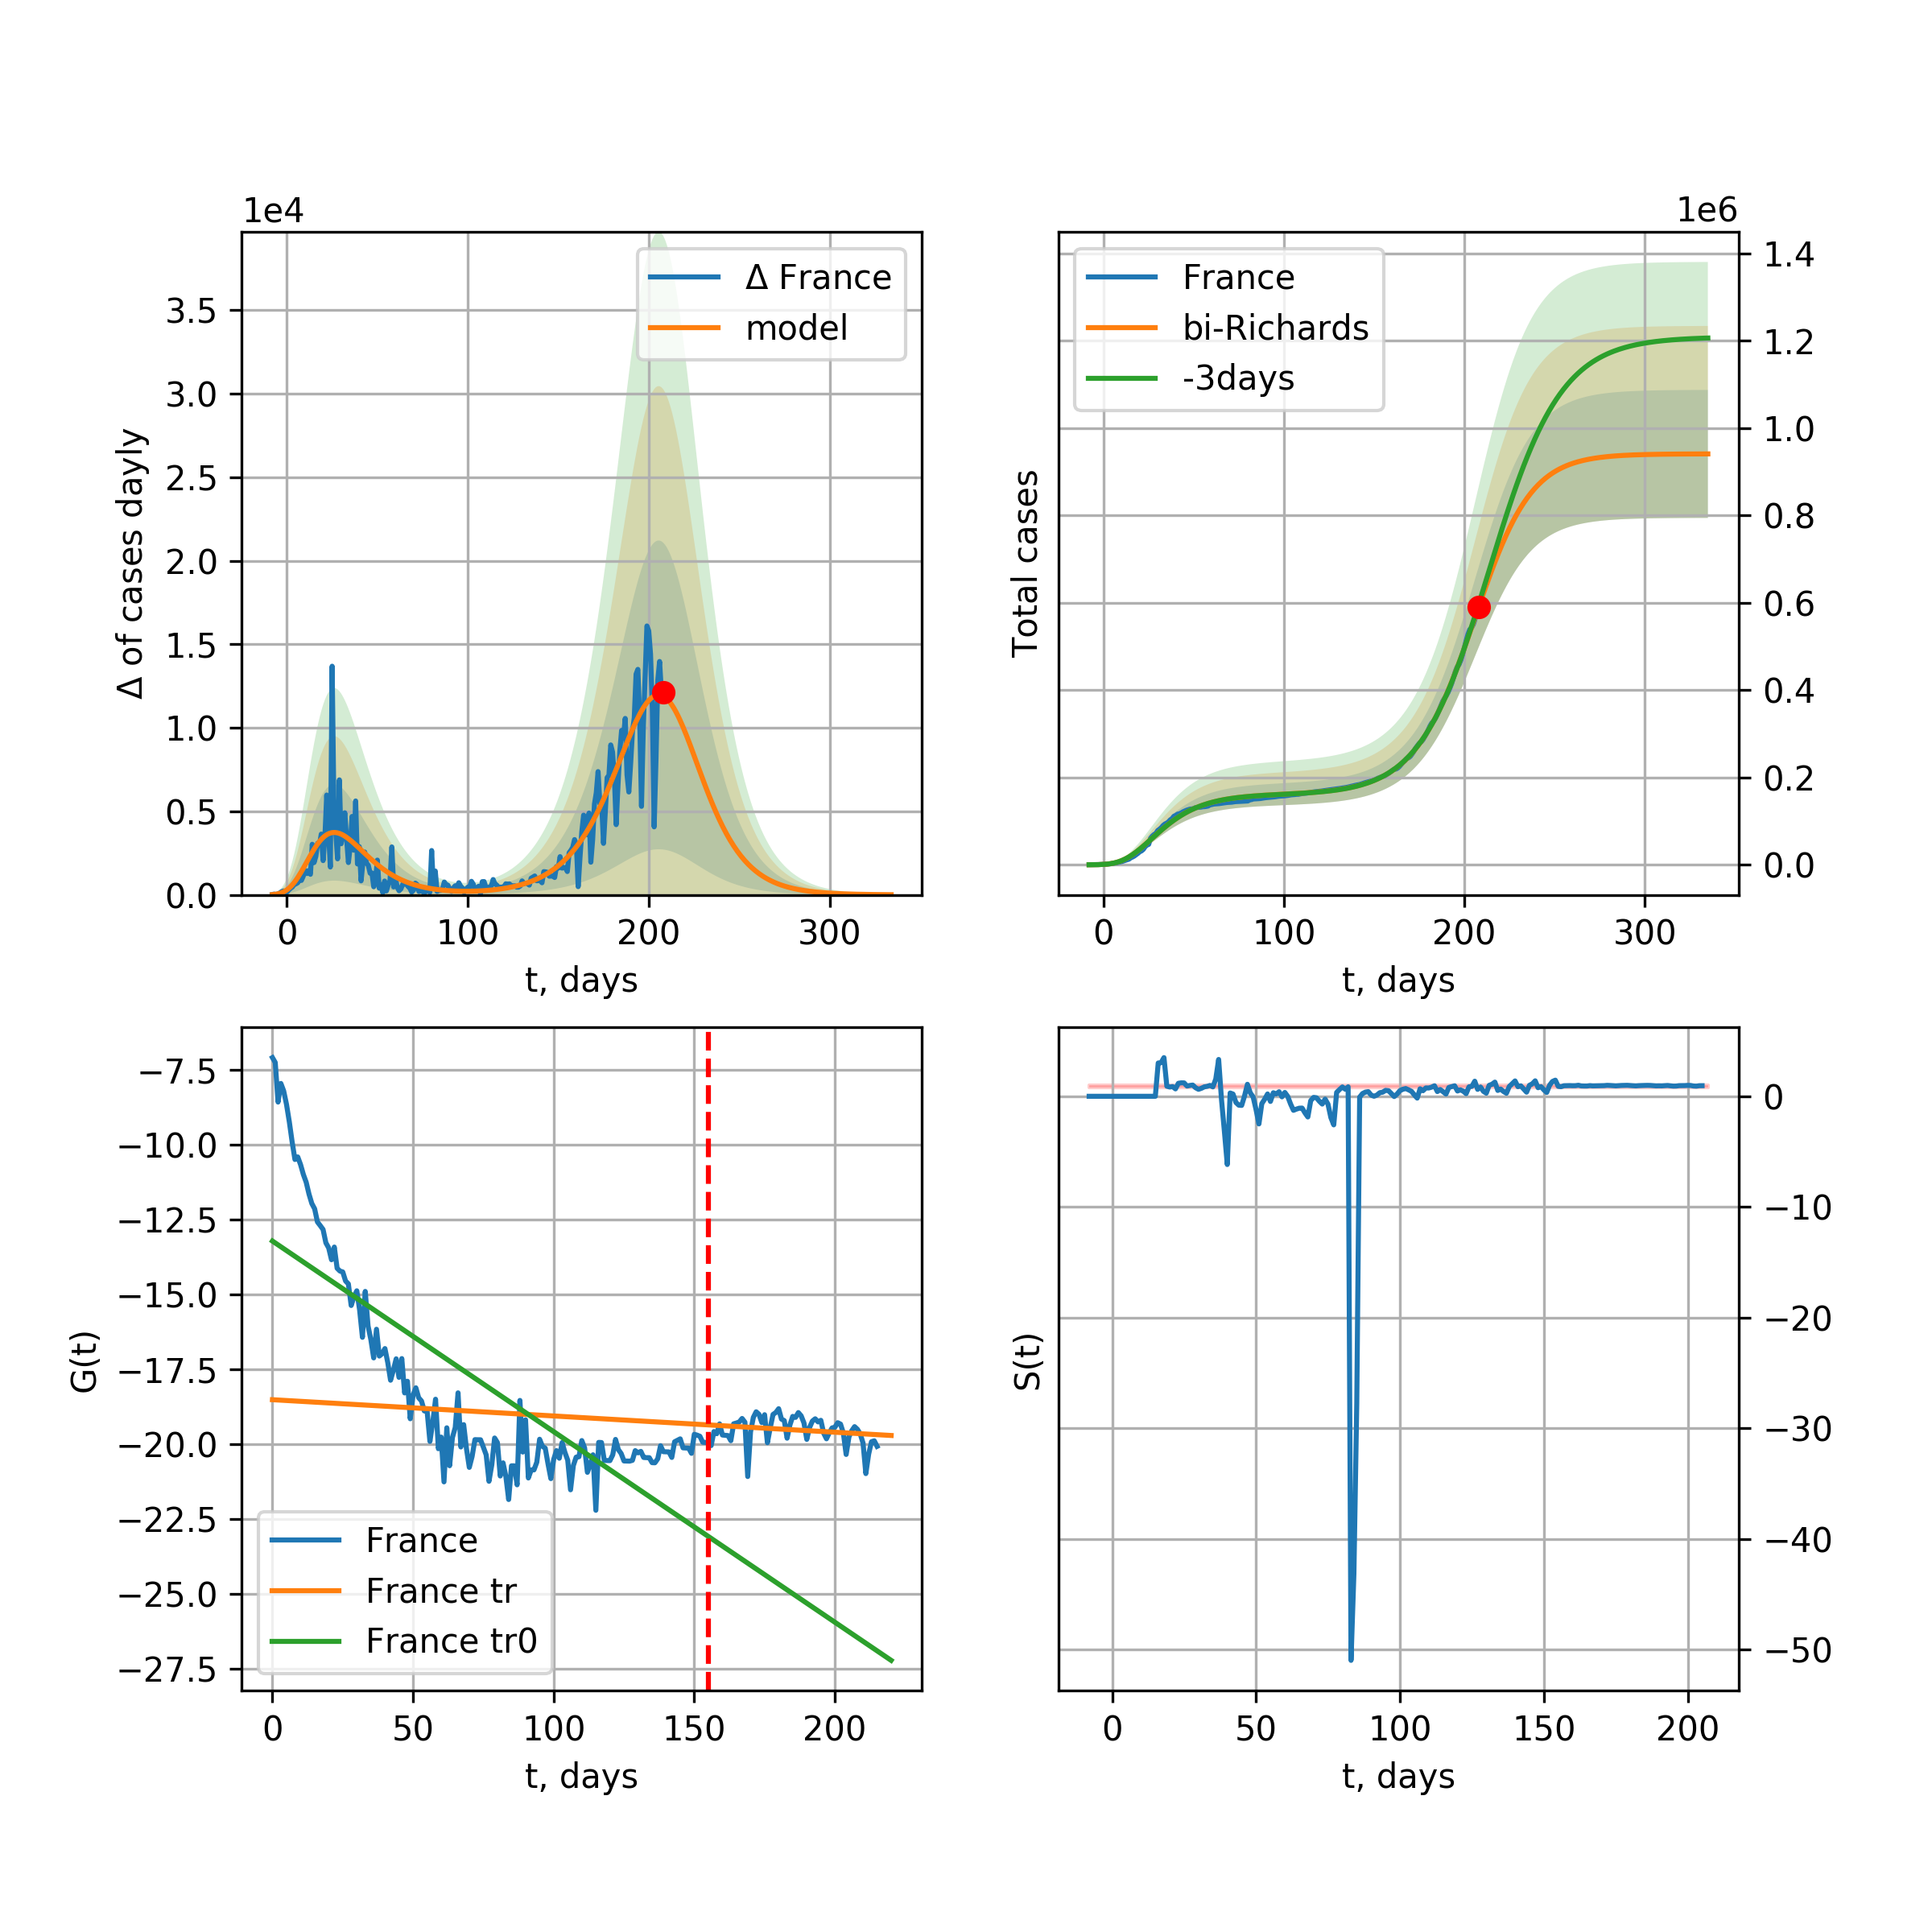 1e4
Δ of cases dayly
3.5
3.0
2.5
2.0
1.5
1.0
0.5
0.0
Δ France
model
0 100 200 300
t, days
1e6
Total cases
France
bi-Richards
-3days
1.4
1.2
1.0
0.8
0.6
0.4
0.2
0.0
0 100 200 300
t, days
G(t)
−7.5
−10.0
−12.5
−15.0
−17.5
−20.0
−22.5
−25.0
−27.5
France
France tr
France tr0
0 50 100 150 200
t, days
S(t)
0
−10
−20
−30
−40
−50
0 50 100 150 200
t, days